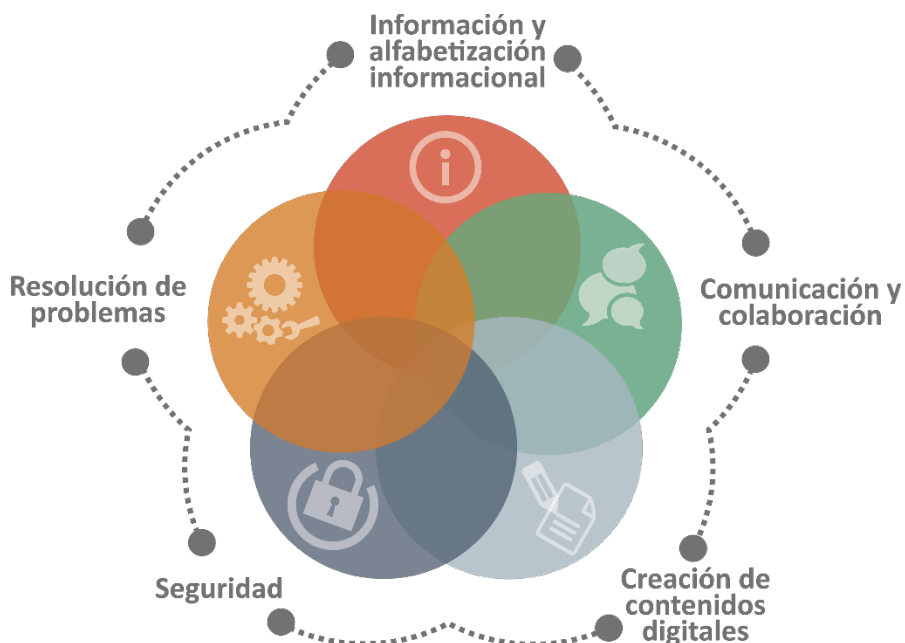 Información y
alfabetización
informacional
Resolución de
problemas
Comunicación y
colaboración
Seguridad
Creación de
contenidos
digitales